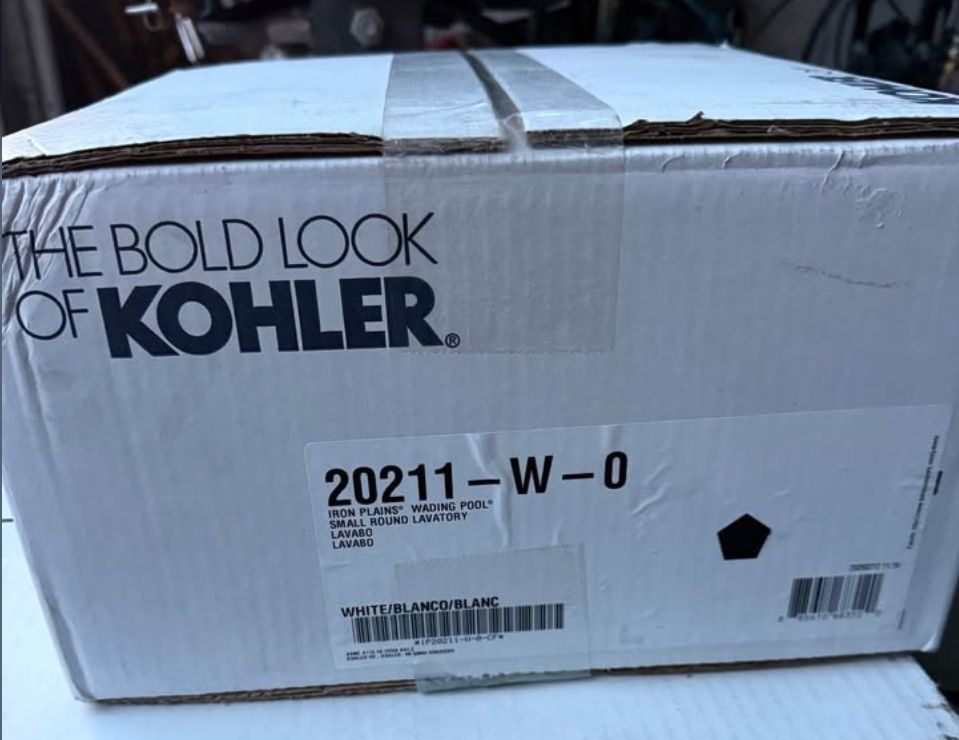 THE BOLD LOOK
OF KOHLER®
20211-W-0
IRON PLAINS® WADING POOL®
SMALL ROUND LAVATORY
LAVABO
LAVABO
WHITE/BLANCO/BLANC